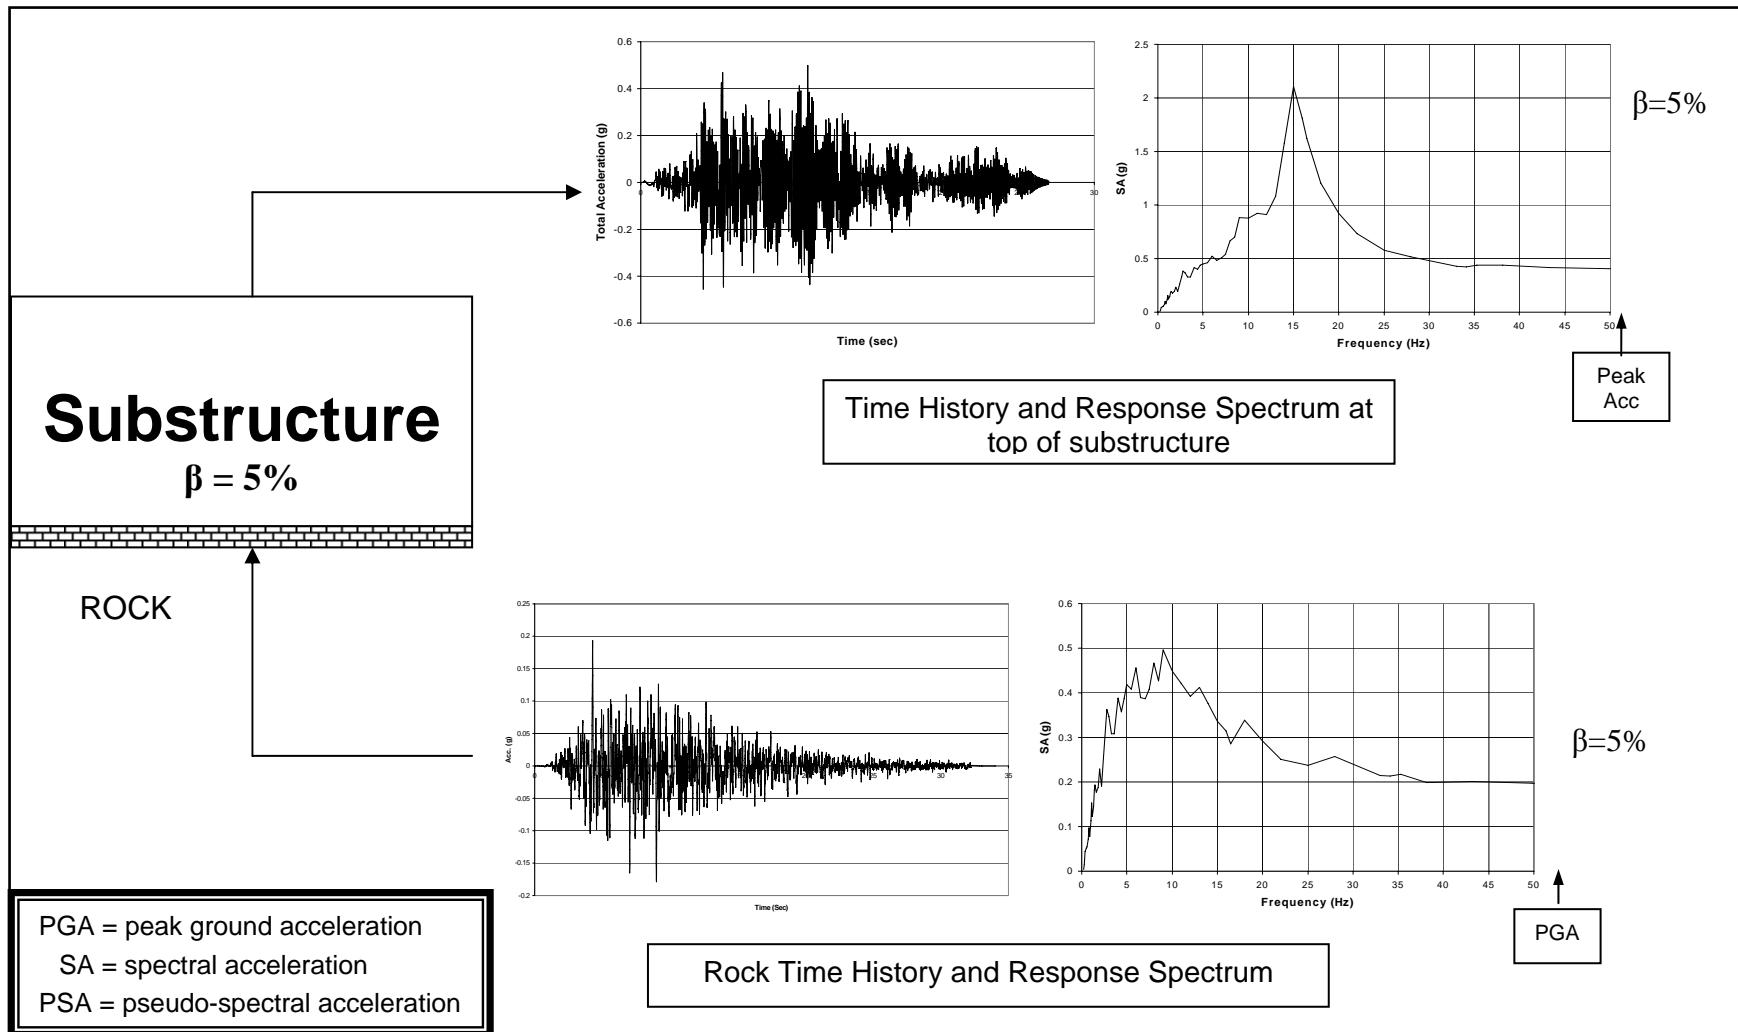 0.6
0.4
0.2
0
-0.2
-0.4
-0.6
30
Total Acceleration (g)
Time (sec)
2.5
2
1.5
1
0.5
0
0 5 10 15 20 25 30 35 40 45 50
SA (g)
Frequency (Hz)
β=5%
Peak
Acc
Time History and Response Spectrum at
top of substructure
Substructure
β = 5%
ROCK
0.25
0.2
0.15
0.1
0.05
0
-0.05
-0.1
-0.15
-0.2
0 25 30 35
Acc. (g)
Time (Sec)
0.6
0.5
0.4
0.3
0.2
0.1
0
0 5 10 15 20 25 30 35 40 45 50
SA (g)
Frequency (Hz)
β=5%
PGA
Rock Time History and Response Spectrum
PGA = peak ground acceleration
SA = spectral acceleration
PSA = pseudo-spectral acceleration